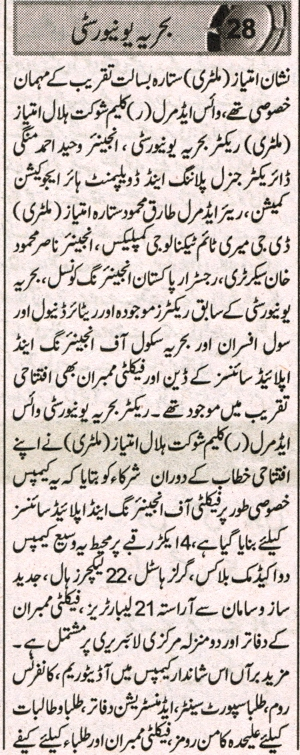 بحریہ یونیورسٹی 28
نشان امتیاز (ملٹری) ستارہ بسالت تقریب کے مہمان
خصوصی تھے، وائس ایڈمرل (ر) کلیم شوکت ہلال امتیاز
(ملٹری) ریکٹر بحریہ یونیورسٹی، انجینئر وحید احمد منگی
ڈائریکٹر جنرل پلاننگ اینڈ ڈویلپمنٹ ہائر ایجوکیشن
کمیشن، ریئر ایڈمرل طارق محمود ستارہ امتیاز (ملٹری)
ڈی جی میری ٹائم ٹیکنالوجی کمپلیکس، انجینئر ناصر محمود
خان سیکرٹری، رجسٹرار پاکستان انجینئرنگ کونسل، بحریہ
یونیورسٹی کے سابق ریکٹرز موجودہ اور ریٹائرڈ نیول اور
سول افسران اور بحریہ سکول آف انجینئرنگ اینڈ
اپلائیڈ سائنسز کے ڈین اور فیکلٹی ممبران بھی افتتاحی
تقریب میں موجود تھے۔ ریکٹر بحریہ یونیورسٹی وائس
ایڈمرل (ر) کلیم شوکت ہلال امتیاز (ملٹری) نے اپنے
افتتاحی خطاب کے دوران شرکاء کو بتایا کہ یہ کیمپس
خصوصی طور پر فیکلٹی آف انجینئرنگ اینڈ اپلائیڈ سائنسز
کیلئے بنایا گیا ہے، 4 ایکڑ رقبے پر محیط یہ وسیع کیمپس
دو اکیڈمک بلاکس، گرلز ہاسٹل، 22 لیکچرز ہال، جدید
ساز و سامان سے آراستہ 21 لیبارٹریز، فیکلٹی ممبران
کے دفاتر اور دو منزلہ مرکزی لائبریری پر مشتمل ہے۔
مزید برآں اس شاندار کیمپس میں آڈیٹوریم، کانفرنس
روم، طلبا سپورٹ سینٹر، ایڈمنسٹریشن دفاتر، طلبا و طالبات
کیلئے علیحدہ کامن رومز، فیکلٹی ممبران اور طلباء کیلئے کیفے